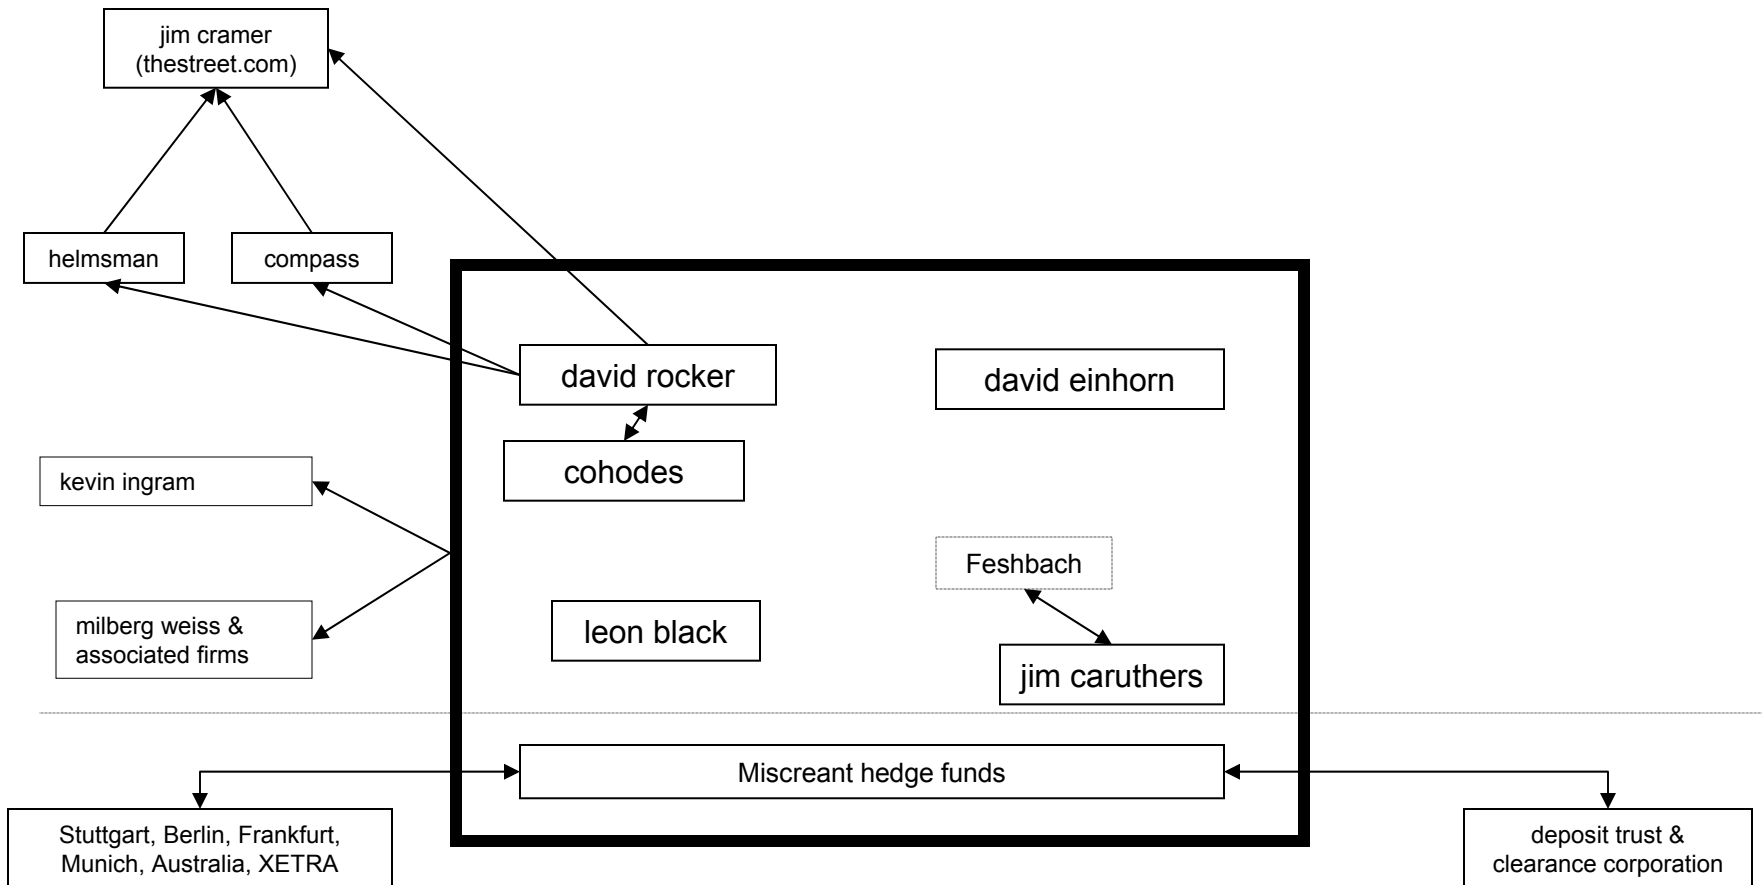 jim cramer
(thestreet.com)
helmsman
compass
david rocker
david einhorn
cohodes
kevin ingram
Feshbach
milberg weiss &
associated firms
leon black
jim caruthers
Miscreant hedge funds
Stuttgart, Berlin, Frankfurt,
Munich, Australia, XETRA
deposit trust &
clearance corporation